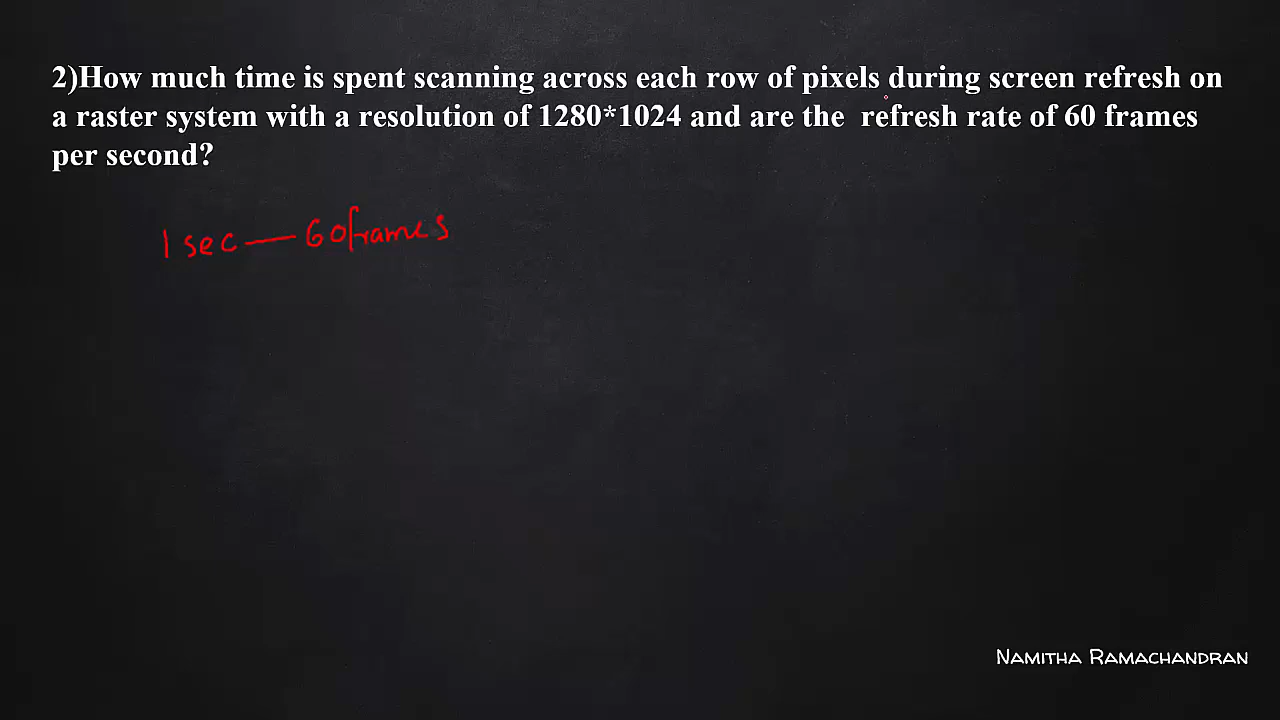 2)How much time is spent scanning across each row of pixels during screen refresh on
a raster system with a resolution of 1280*1024 and are the refresh rate of 60 frames
per second?
1 sec — 60frames
Namitha Ramachandran